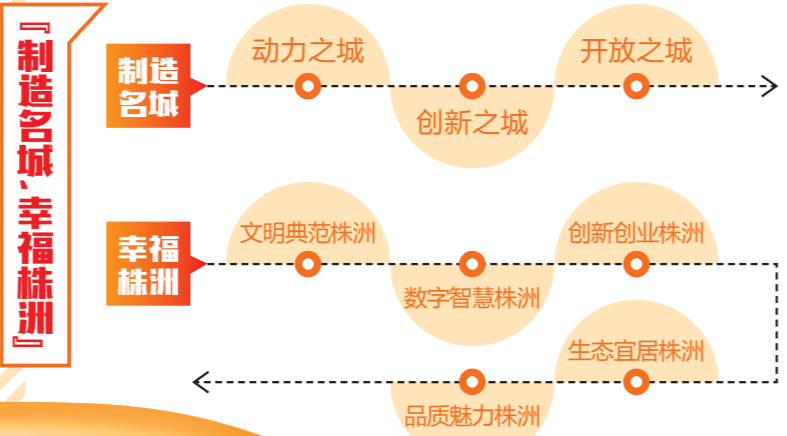 『制造名城、幸福株洲』
制造
名城
动力之城
创新之城
开放之城
幸福
株洲
文明典范株洲
数字智慧株洲
创新创业株洲
生态宜居株洲
品质魅力株洲